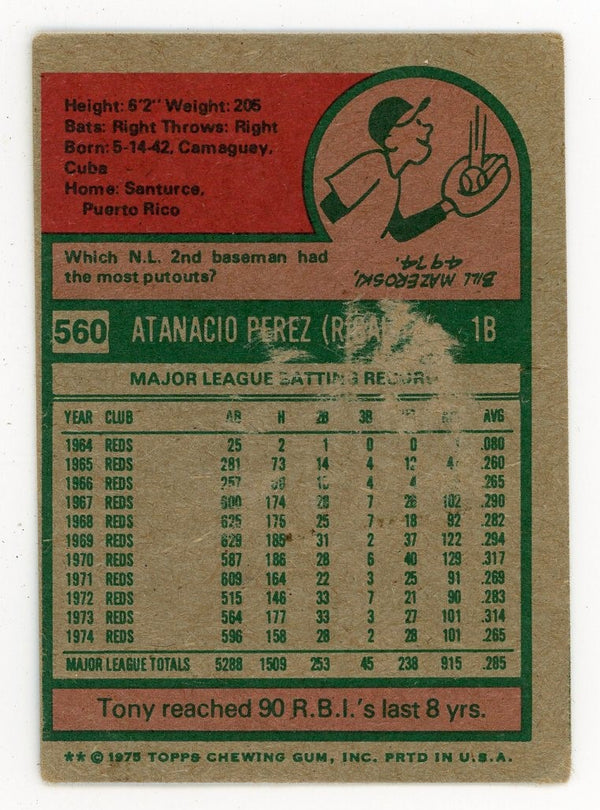 Height: 6'2" Weight: 205
Bats: Right Throws: Right
Born: 5-14-42, Camaguey,
Cuba
Home: Santurce,
Puerto Rico
Which N.L. 2nd baseman had
the most putouts?
BILL MAZEROSKI,
4974.
560 ATANACIO PEREZ 1B
MAJOR LEAGUE BATTING RECORD
YEAR CLUB AB H 2B 3B AVG
1964 REDS 25 2 1 0 0 .080
1965 REDS 281 73 14 4 12 .260
1966 REDS 257 4 4 .265
1967 REDS 600 174 28 7 26 102 .290
1968 REDS 625 175 25 7 18 92 .282
1969 REDS 629 185 31 2 37 122 .294
1970 REDS 587 186 28 6 40 129 .317
1971 REDS 609 164 22 3 25 91 .269
1972 REDS 515 146 33 7 21 90 .283
1973 REDS 564 177 33 3 27 101 .314
1974 REDS 596 158 28 2 28 101 .265
MAJOR LEAGUE TOTALS 5288 1509 253 45 238 915 .285
Tony reached 90 R.B.I.'s last 8 yrs.
** © 1975 TOPPS CHEWING GUM, INC. PRTD IN U.S.A.